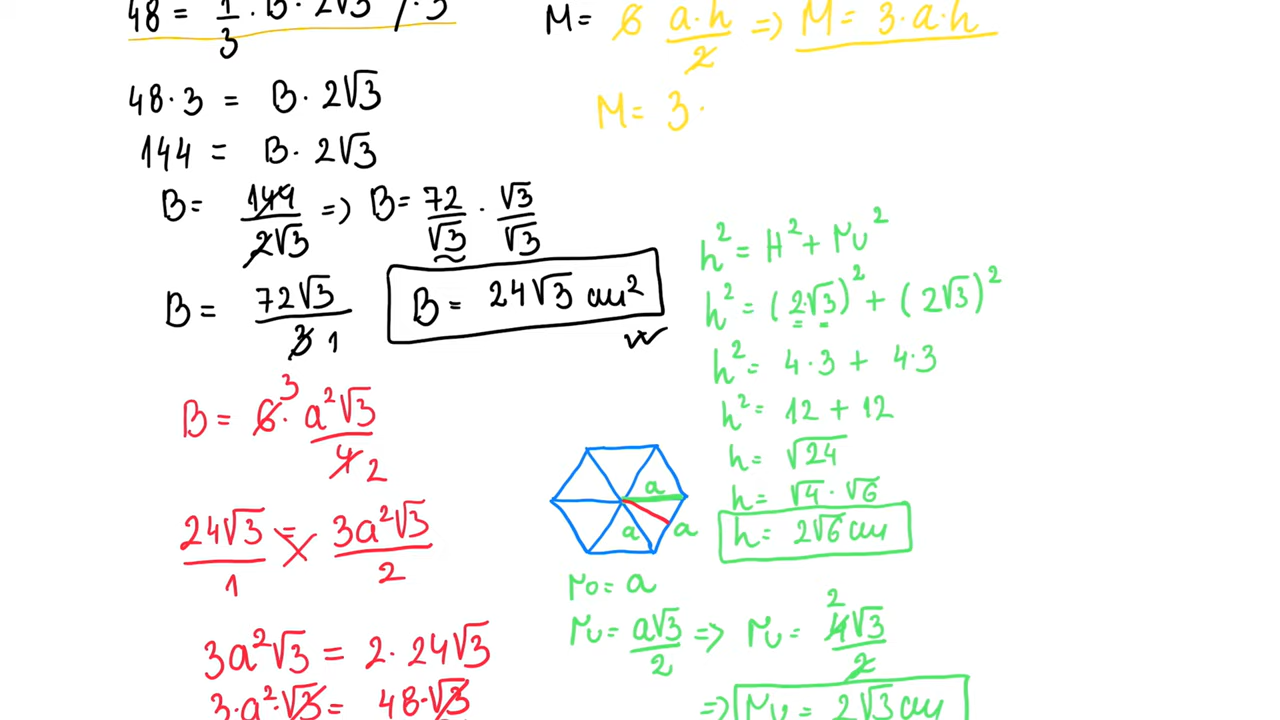 48 = 1/3 · B · 2√3 / · 3
48 · 3 = B · 2√3
144 = B · 2√3
B = 144/2√3 => B = 72/√3 · √3/√3
B = 72√3/3 1
B = 24√3 cm²
B = 6 · 3 a²√3/4 2
24√3/1 = 3a²√3/2
3a²√3 = 2 · 24√3
3 · a² · √3 = 48 · √3
M = 6 a·h/2 => M = 3 · a · h
M = 3 ·
h² = H² + ru²
h² = (2·√3)² + (2√3)²
h² = 4 · 3 + 4 · 3
h² = 12 + 12
h = √24
h = √4 · √6
h = 2√6 cm
a
a
a
ro = a
ru = a√3/2 => ru = 4√3/2 2
=> ru = 2√3 cm